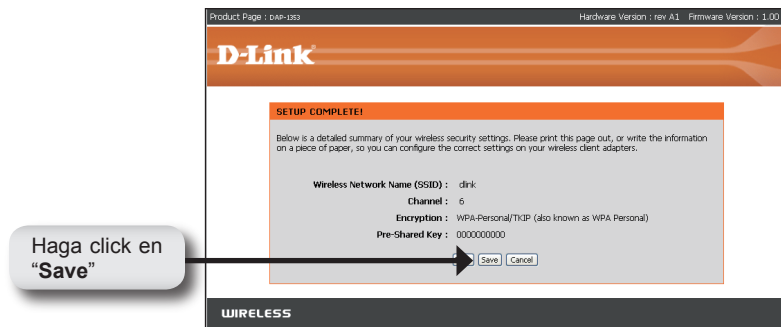 Product Page : DAP-1353 Hardware Version : rev A1 Firmware Version : 1.00
D-Link
SETUP COMPLETE!
Below is a detailed summary of your wireless security settings. Please print this page out, or write the information
on a piece of paper, so you can configure the correct settings on your wireless client adapters.
Wireless Network Name (SSID) : dlink
Channel : 6
Encryption : WPA-Personal/TKIP (also known as WPA Personal)
Pre-Shared Key : 0000000000
Save Cancel
Haga click en
“Save”
WIRELESS